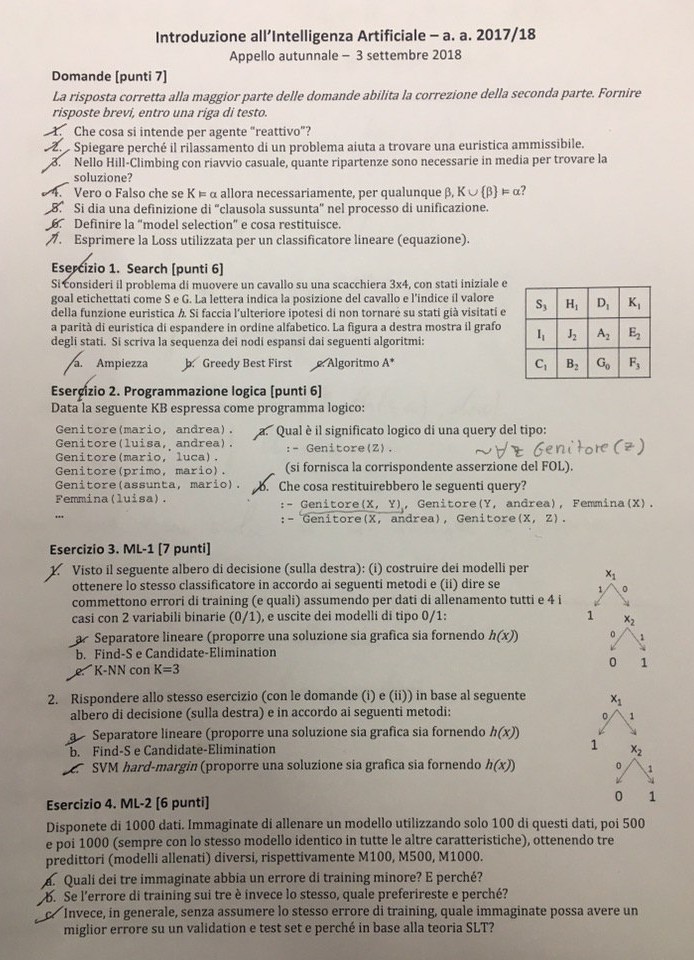 Introduzione all'Intelligenza Artificiale – a. a. 2017/18
Appello autunnale – 3 settembre 2018
Domande [punti 7]
La risposta corretta alla maggior parte delle domande abilita la correzione della seconda parte. Fornire
risposte brevi, entro una riga di testo.
1. Che cosa si intende per agente "reattivo"?
2. Spiegare perché il rilassamento di un problema aiuta a trovare una euristica ammissibile.
3. Nello Hill-Climbing con riavvio casuale, quante ripartenze sono necessarie in media per trovare la
soluzione?
4. Vero o Falso che se K ⊨ α allora necessariamente, per qualunque β, K ∪ {β} ⊨ α?
5. Si dia una definizione di "clausola sussunta" nel processo di unificazione.
6. Definire la "model selection" e cosa restituisce.
7. Esprimere la Loss utilizzata per un classificatore lineare (equazione).
Esercizio 1. Search [punti 6]
Si consideri il problema di muovere un cavallo su una scacchiera 3x4, con stati iniziale e
goal etichettati come S e G. La lettera indica la posizione del cavallo e l'indice il valore
della funzione euristica h. Si faccia l'ulteriore ipotesi di non tornare su stati già visitati e
a parità di euristica di espandere in ordine alfabetico. La figura a destra mostra il grafo
degli stati. Si scriva la sequenza dei nodi espansi dai seguenti algoritmi:
a. Ampiezza b. Greedy Best First c. Algoritmo A*
S₃ H₁ D₁ K₁
I₁ J₂ A₂ E₂
C₁ B₂ G₀ F₃
Esercizio 2. Programmazione logica [punti 6]
Data la seguente KB espressa come programma logico:
Genitore(mario, andrea).
Genitore(luisa, andrea).
Genitore(mario, luca).
Genitore(primo, mario).
Genitore(assunta, mario).
Femmina(luisa).
…
a. Qual è il significato logico di una query del tipo:
:- Genitore(Z). ~∀z Genitore(z)
(si fornisca la corrispondente asserzione del FOL).
b. Che cosa restituirebbero le seguenti query?
:- Genitore(X, Y), Genitore(Y, andrea), Femmina(X).
:- Genitore(X, andrea), Genitore(X, Z).
Esercizio 3. ML-1 [7 punti]
1. Visto il seguente albero di decisione (sulla destra): (i) costruire dei modelli per
ottenere lo stesso classificatore in accordo ai seguenti metodi e (ii) dire se
commettono errori di training (e quali) assumendo per dati di allenamento tutti e 4 i
casi con 2 variabili binarie (0/1), e uscite dei modelli di tipo 0/1:
a. Separatore lineare (proporre una soluzione sia grafica sia fornendo h(x))
b. Find-S e Candidate-Elimination
c. K-NN con K=3
X₁
1 0
1 X₂
0 1
0 1
2. Rispondere allo stesso esercizio (con le domande (i) e (ii)) in base al seguente
albero di decisione (sulla destra) e in accordo ai seguenti metodi:
a. Separatore lineare (proporre una soluzione sia grafica sia fornendo h(x))
b. Find-S e Candidate-Elimination
c. SVM hard-margin (proporre una soluzione sia grafica sia fornendo h(x))
X₁
0 1
1 X₂
0 1
0 1
Esercizio 4. ML-2 [6 punti]
Disponete di 1000 dati. Immaginate di allenare un modello utilizzando solo 100 di questi dati, poi 500
e poi 1000 (sempre con lo stesso modello identico in tutte le altre caratteristiche), ottenendo tre
predittori (modelli allenati) diversi, rispettivamente M100, M500, M1000.
a. Quali dei tre immaginate abbia un errore di training minore? E perché?
b. Se l'errore di training sui tre è invece lo stesso, quale preferireste e perché?
c. Invece, in generale, senza assumere lo stesso errore di training, quale immaginate possa avere un
miglior errore su un validation e test set e perché in base alla teoria SLT?